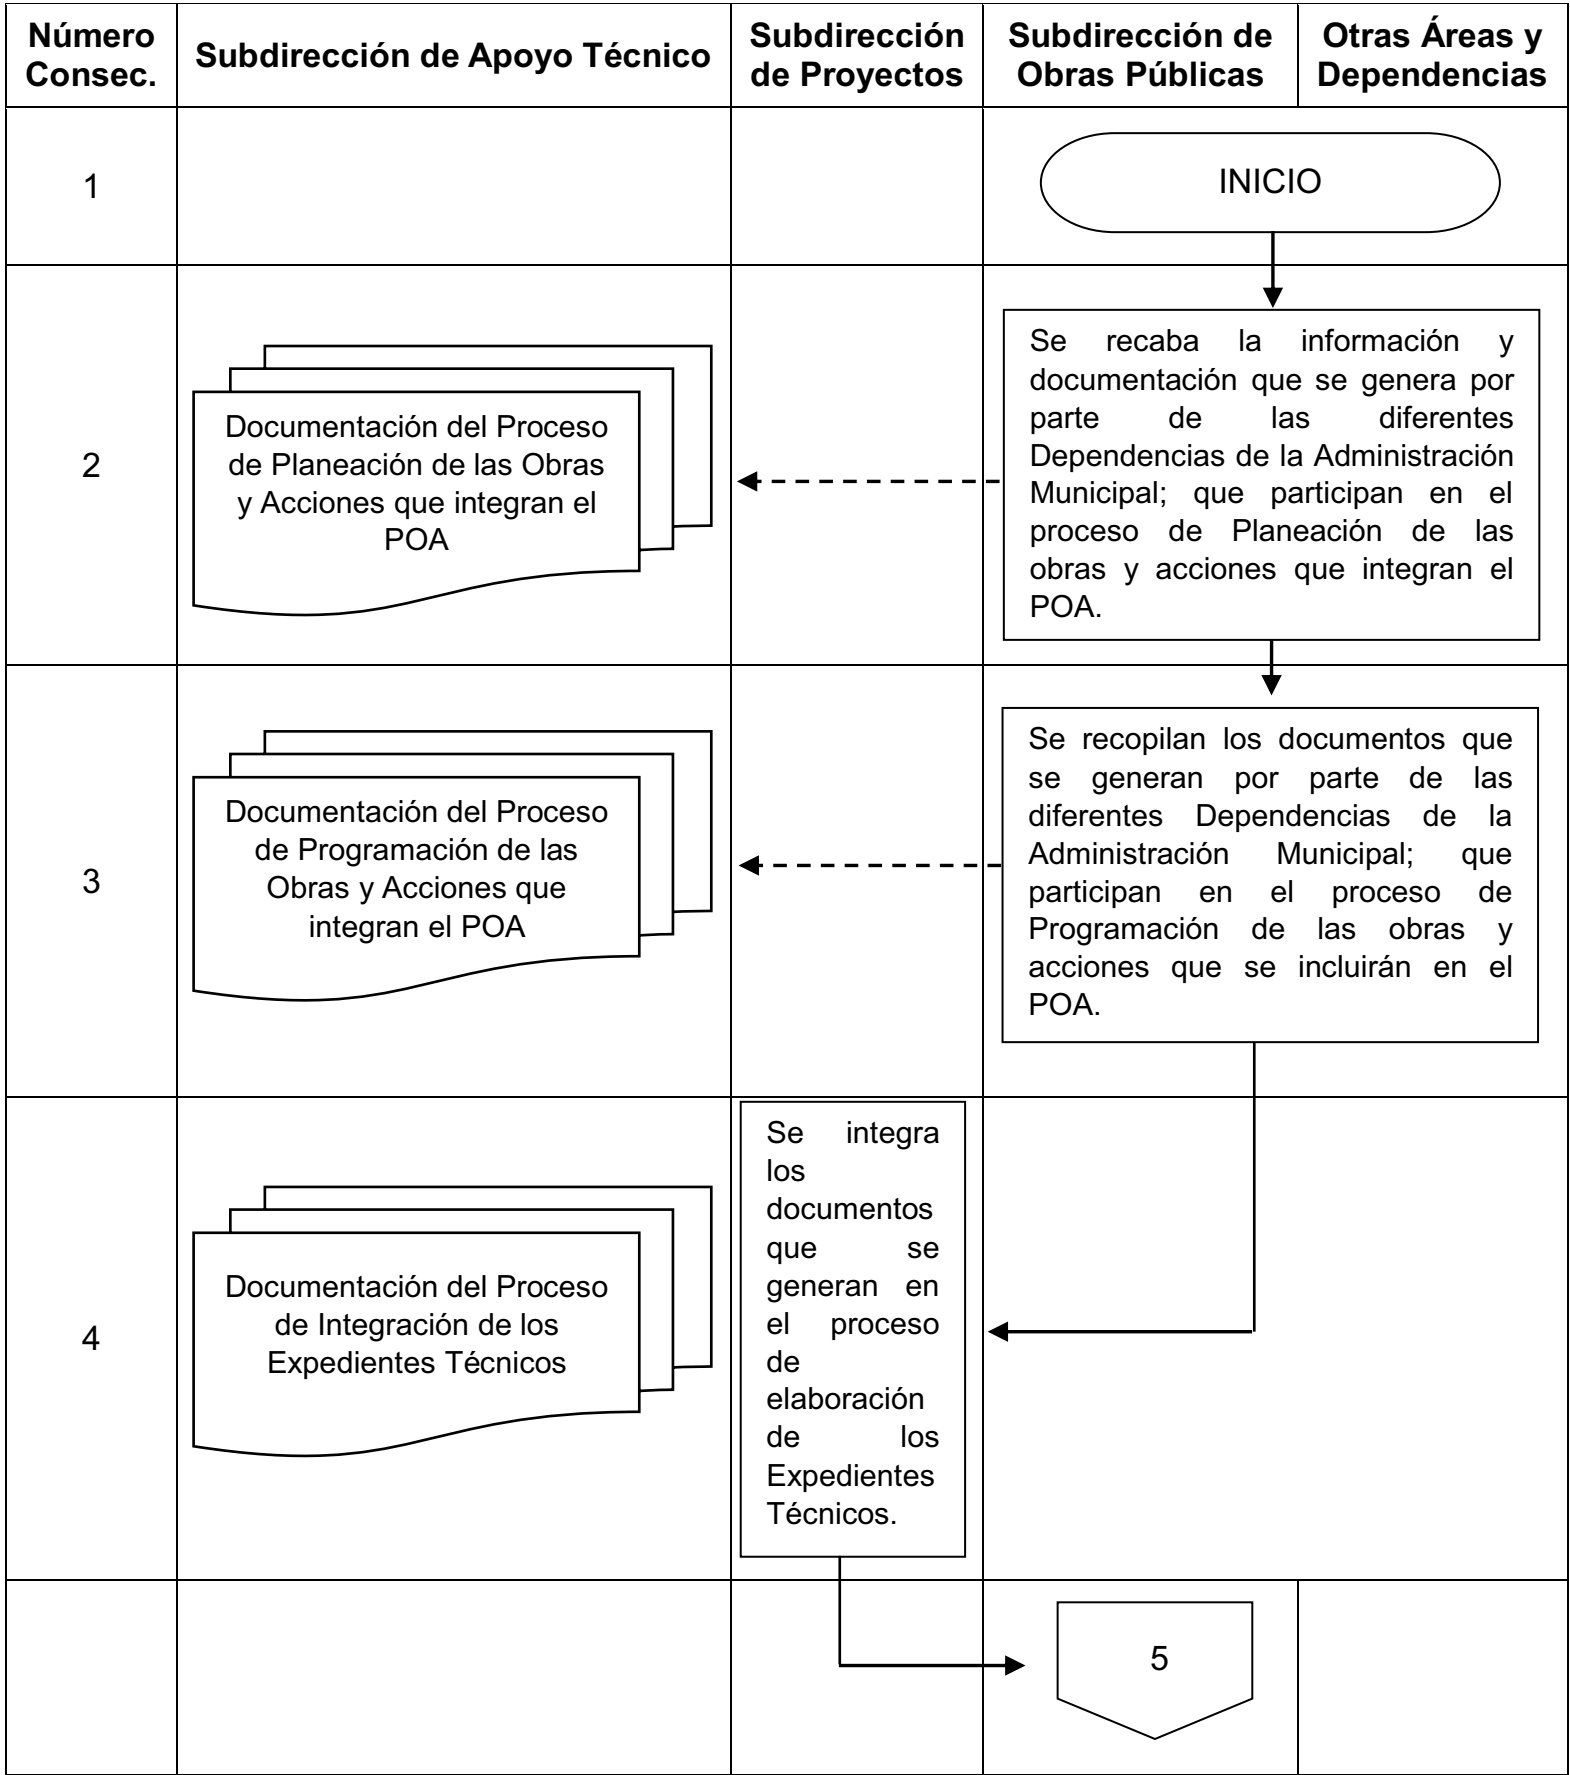 Número
Consec.
Subdirección de Apoyo Técnico
Subdirección
de Proyectos
Subdirección de
Obras Públicas
Otras Áreas y
Dependencias
1
INICIO
2
Documentación del Proceso
de Planeación de las Obras
y Acciones que integran el
POA
Se recaba la información y
documentación que se genera por
parte de las diferentes
Dependencias de la Administración
Municipal; que participan en el
proceso de Planeación de las
obras y acciones que integran el
POA.
3
Documentación del Proceso
de Programación de las
Obras y Acciones que
integran el POA
Se recopilan los documentos que
se generan por parte de las
diferentes Dependencias de la
Administración Municipal; que
participan en el proceso de
Programación de las obras y
acciones que se incluirán en el
POA.
4
Documentación del Proceso
de Integración de los
Expedientes Técnicos
Se integra
los
documentos
que se
generan en
el proceso
de
elaboración
de los
Expedientes
Técnicos.
5